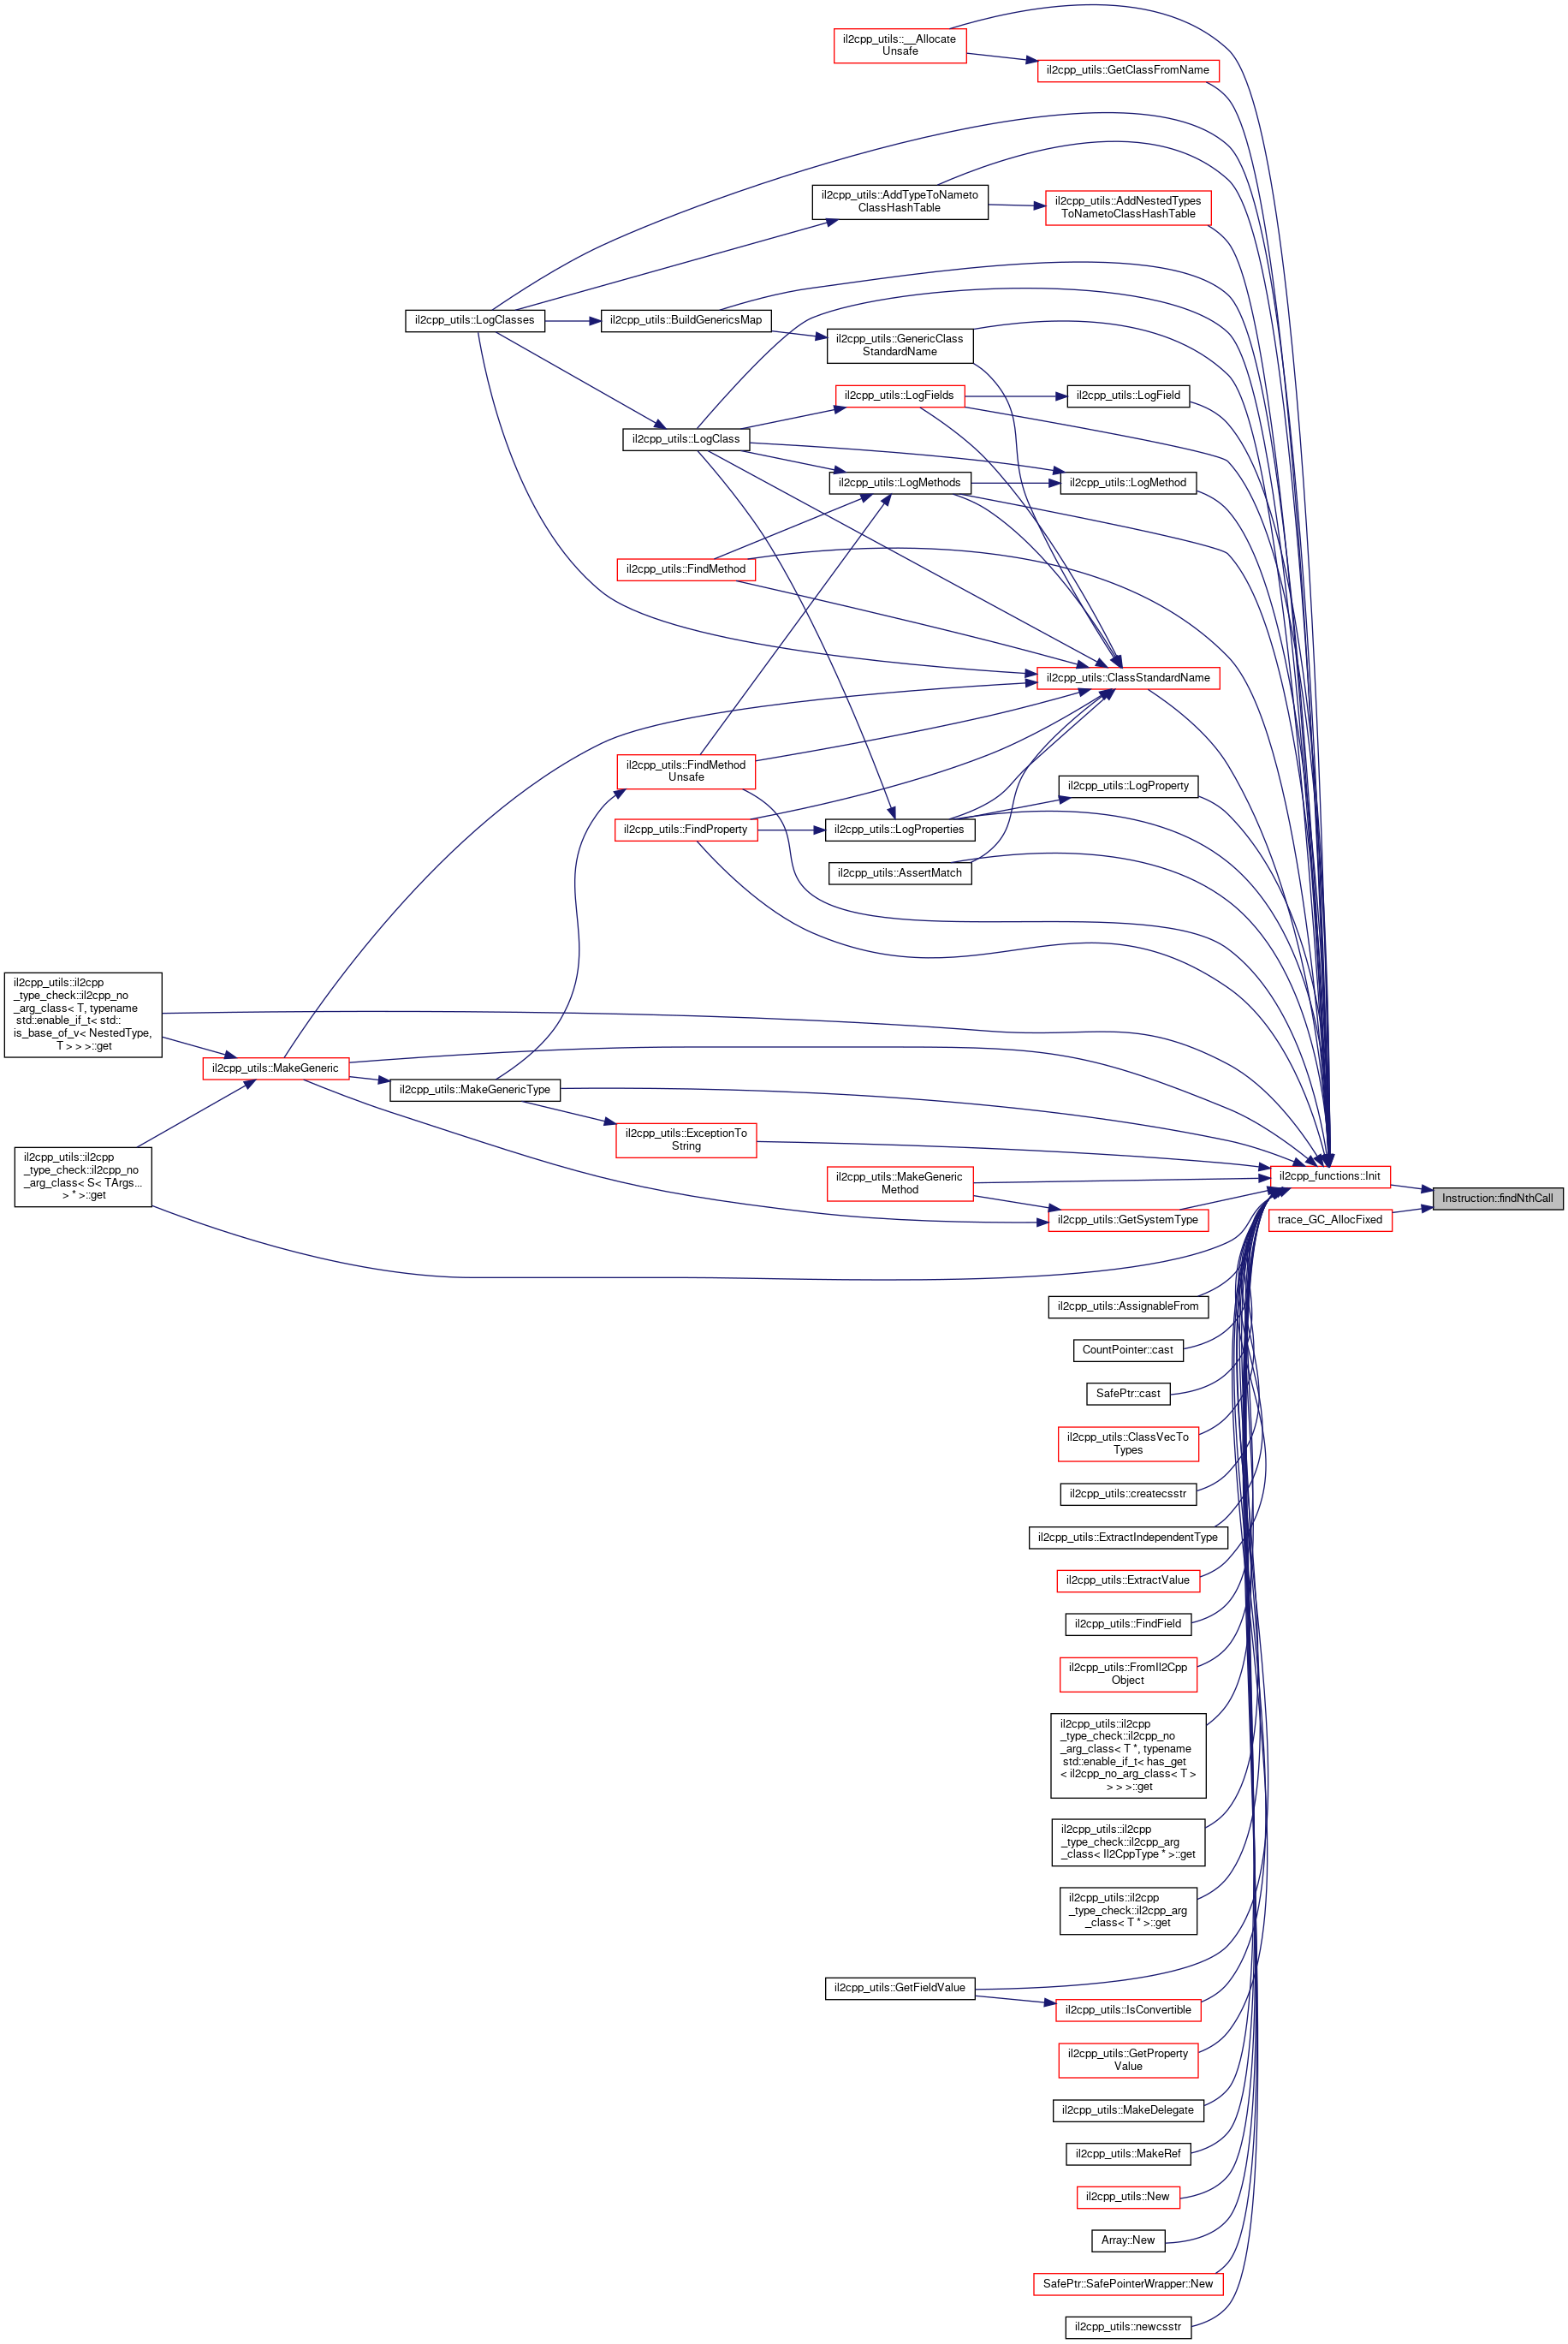 il2cpp_utils::__Allocate
Unsafe
il2cpp_utils::GetClassFromName
il2cpp_utils::AddTypeToNameto
ClassHashTable
il2cpp_utils::AddNestedTypes
ToNametoClassHashTable
il2cpp_utils::LogClasses
il2cpp_utils::BuildGenericsMap
il2cpp_utils::GenericClass
StandardName
il2cpp_utils::LogFields
il2cpp_utils::LogField
il2cpp_utils::LogClass
il2cpp_utils::LogMethods
il2cpp_utils::LogMethod
il2cpp_utils::FindMethod
il2cpp_utils::ClassStandardName
il2cpp_utils::FindMethod
Unsafe
il2cpp_utils::LogProperty
il2cpp_utils::FindProperty
il2cpp_utils::LogProperties
il2cpp_utils::AssertMatch
il2cpp_utils::il2cpp
_type_check::il2cpp_no
_arg_class< T, typename
std::enable_if_t< std::
is_base_of_v< NestedType,
T > > >::get
il2cpp_utils::MakeGeneric
il2cpp_utils::MakeGenericType
il2cpp_utils::ExceptionTo
String
il2cpp_utils::il2cpp
_type_check::il2cpp_no
_arg_class< S< TArgs...
> * >::get
il2cpp_utils::MakeGeneric
Method
il2cpp_functions::Init
Instruction::findNthCall
il2cpp_utils::GetSystemType
trace_GC_AllocFixed
il2cpp_utils::AssignableFrom
CountPointer::cast
SafePtr::cast
il2cpp_utils::ClassVecTo
Types
il2cpp_utils::createcsstr
il2cpp_utils::ExtractIndependentType
il2cpp_utils::ExtractValue
il2cpp_utils::FindField
il2cpp_utils::FromIl2Cpp
Object
il2cpp_utils::il2cpp
_type_check::il2cpp_no
_arg_class< T *, typename
std::enable_if_t< has_get
< il2cpp_no_arg_class< T >
> > >::get
il2cpp_utils::il2cpp
_type_check::il2cpp_arg
_class< Il2CppType * >::get
il2cpp_utils::il2cpp
_type_check::il2cpp_arg
_class< T * >::get
il2cpp_utils::GetFieldValue
il2cpp_utils::IsConvertible
il2cpp_utils::GetProperty
Value
il2cpp_utils::MakeDelegate
il2cpp_utils::MakeRef
il2cpp_utils::New
Array::New
SafePtr::SafePointerWrapper::New
il2cpp_utils::newcsstr